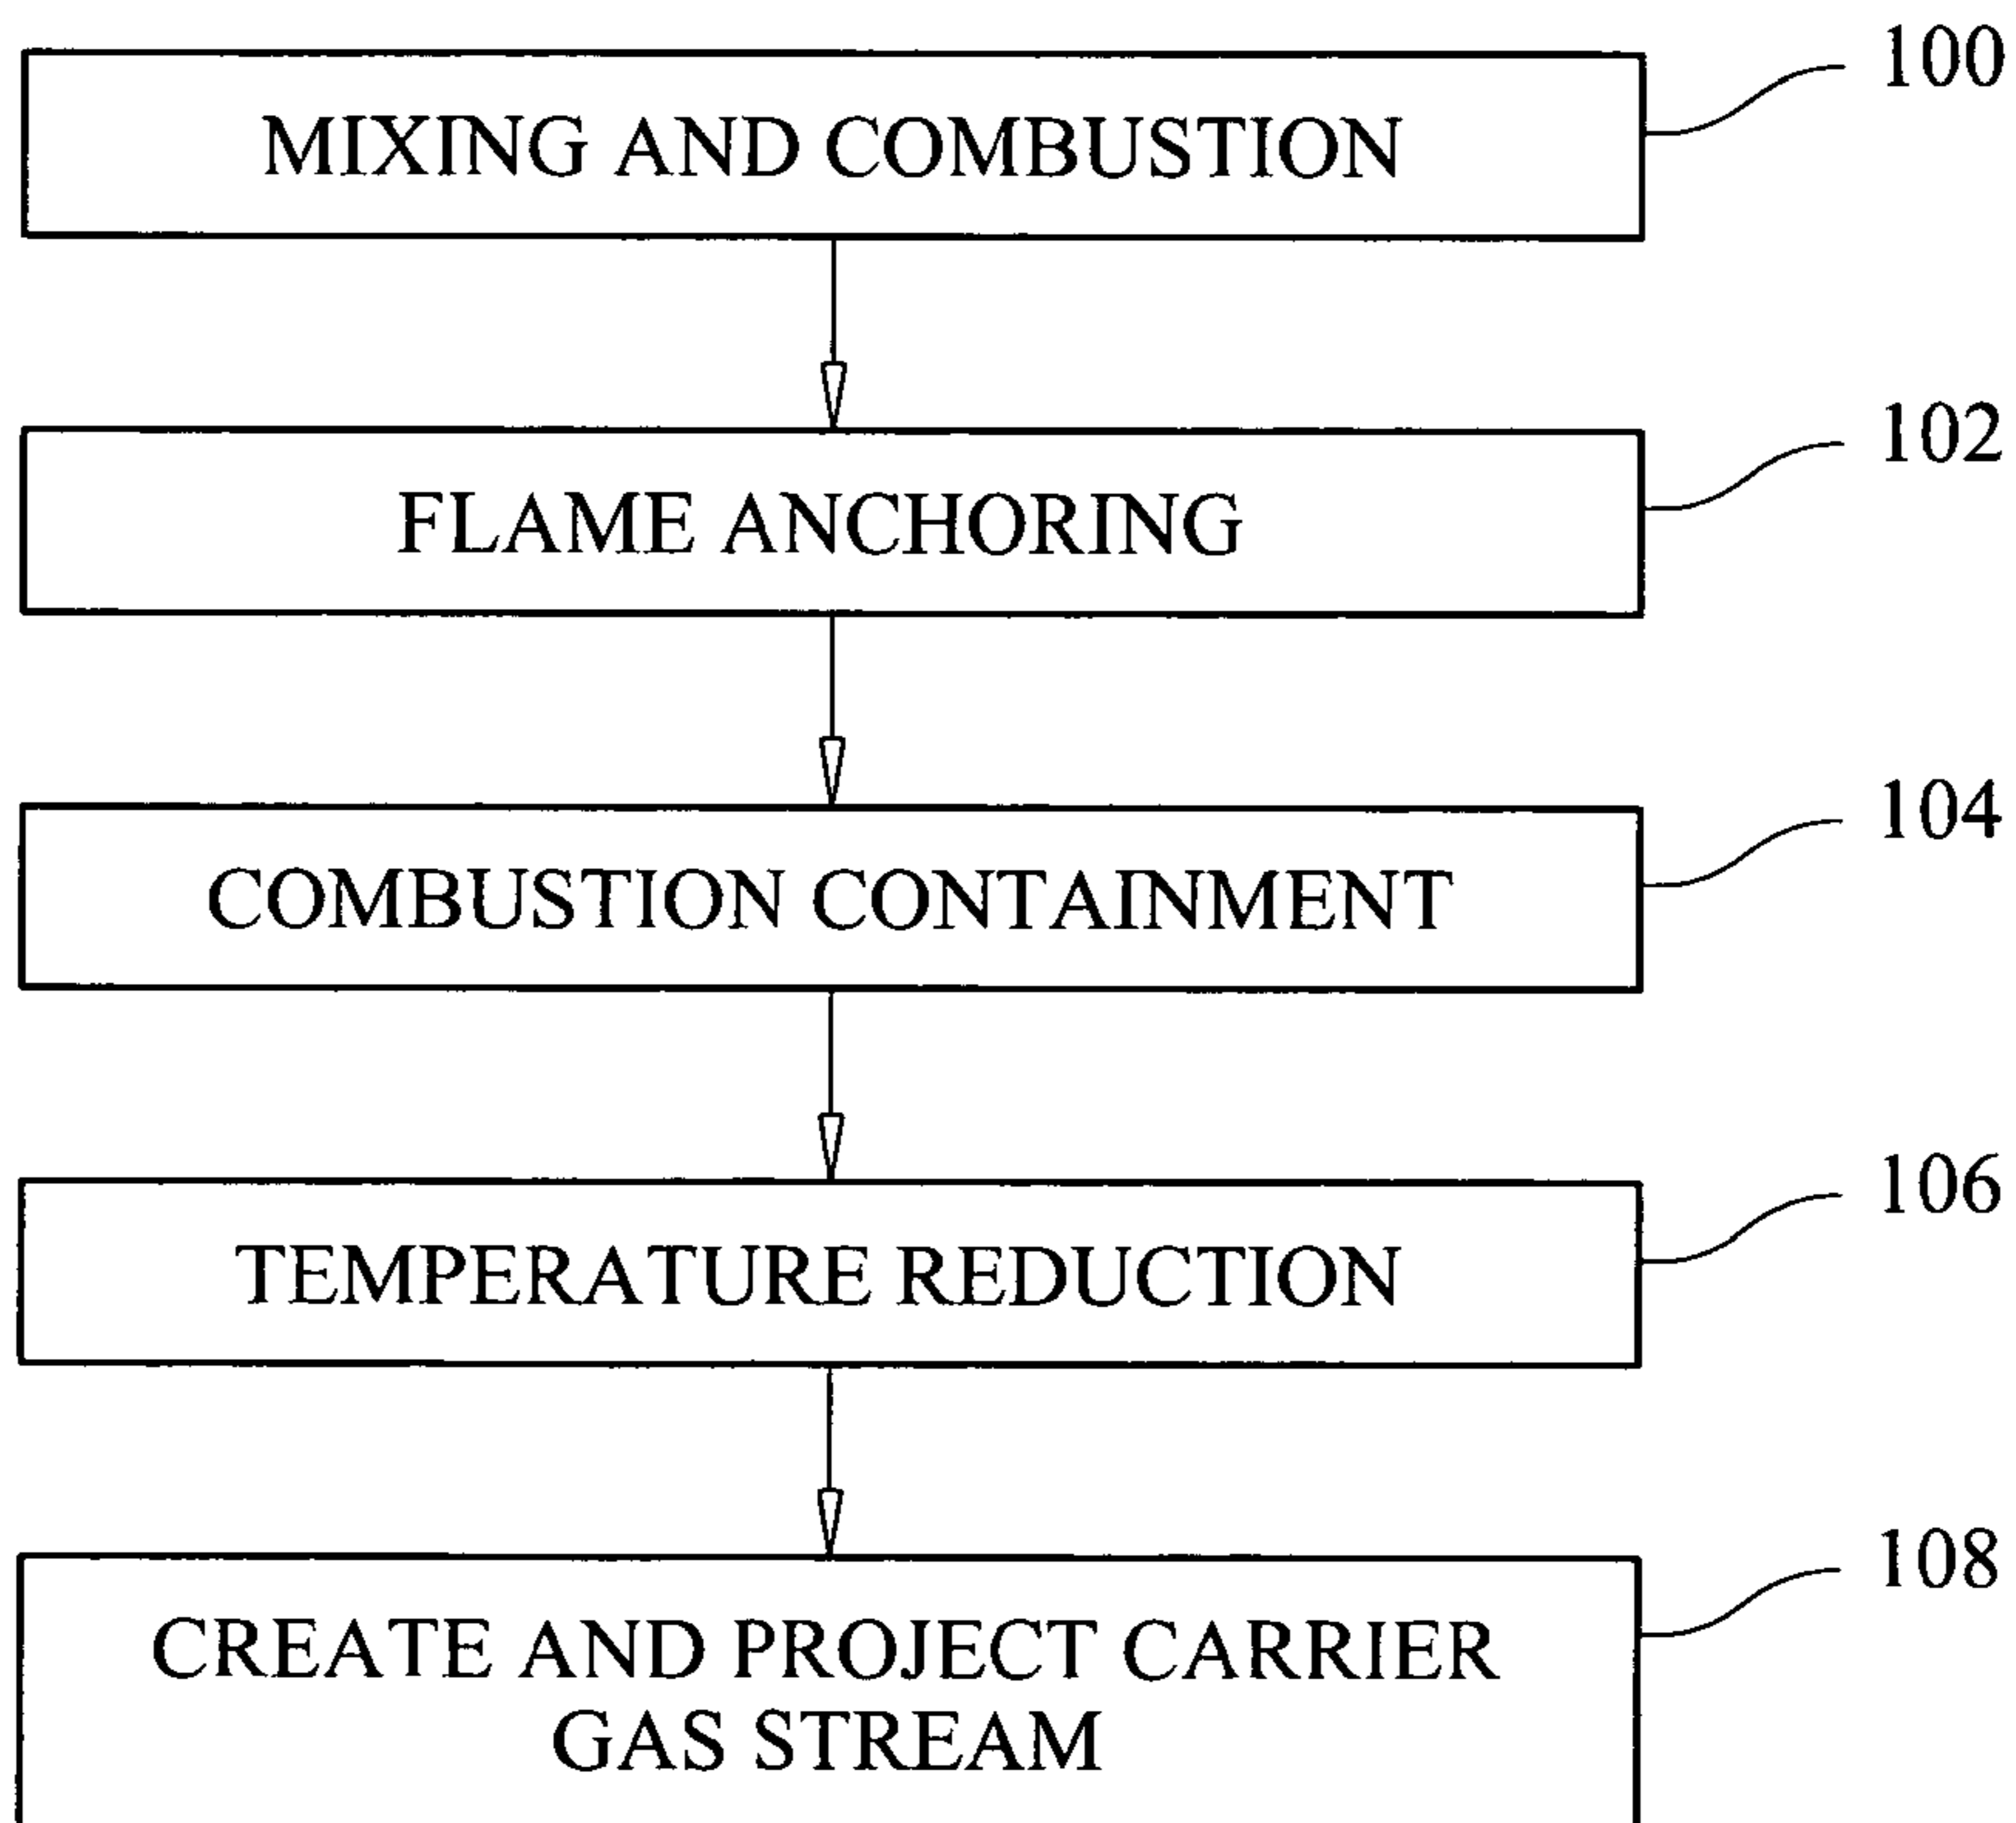 MIXING AND COMBUSTION
100
FLAME ANCHORING
102
COMBUSTION CONTAINMENT
104
TEMPERATURE REDUCTION
106
CREATE AND PROJECT CARRIER
GAS STREAM
108